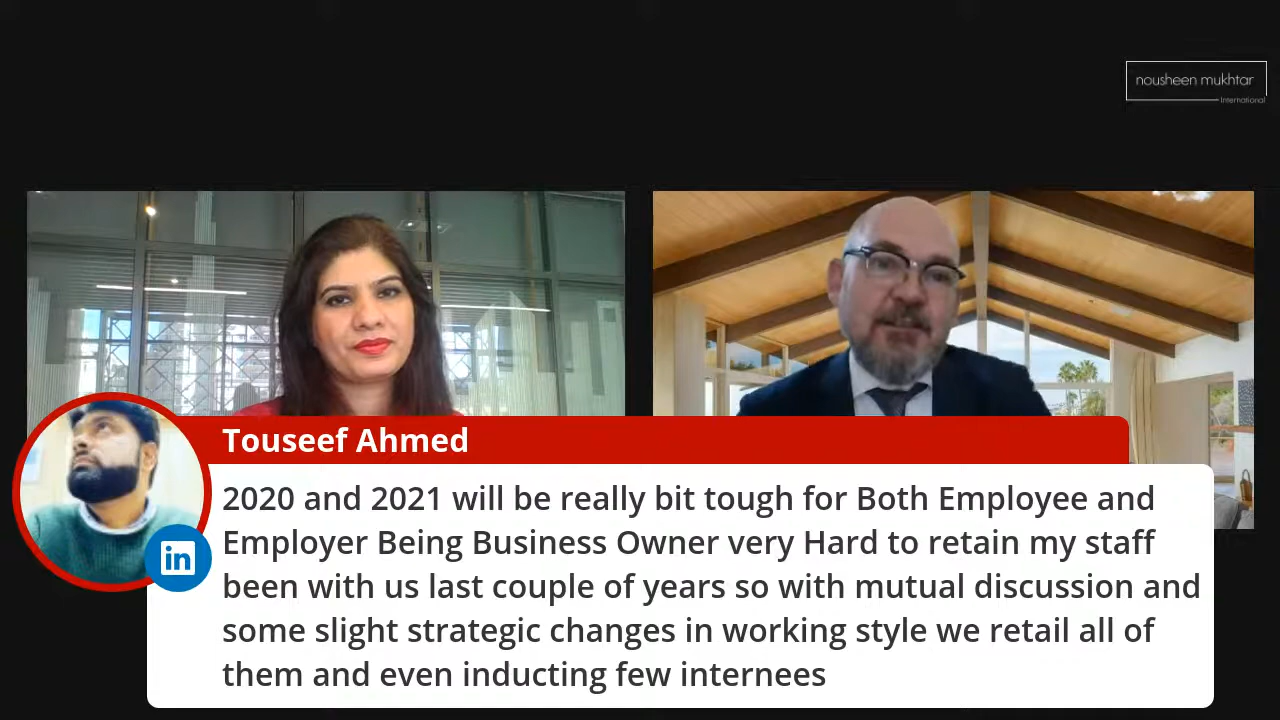 nousheen mukhtar
International
Touseef Ahmed
in
2020 and 2021 will be really bit tough for Both Employee and
Employer Being Business Owner very Hard to retain my staff
been with us last couple of years so with mutual discussion and
some slight strategic changes in working style we retail all of
them and even inducting few internees